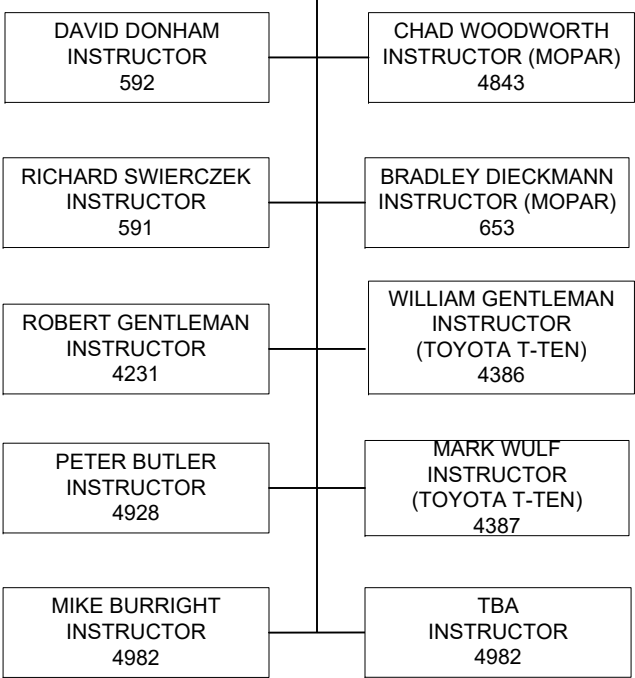 DAVID DONHAM
INSTRUCTOR
592
CHAD WOODWORTH
INSTRUCTOR (MOPAR)
4843
RICHARD SWIERCZEK
INSTRUCTOR
591
BRADLEY DIECKMANN
INSTRUCTOR (MOPAR)
653
ROBERT GENTLEMAN
INSTRUCTOR
4231
WILLIAM GENTLEMAN
INSTRUCTOR
(TOYOTA T-TEN)
4386
PETER BUTLER
INSTRUCTOR
4928
MARK WULF
INSTRUCTOR
(TOYOTA T-TEN)
4387
MIKE BURRIGHT
INSTRUCTOR
4982
TBA
INSTRUCTOR
4982